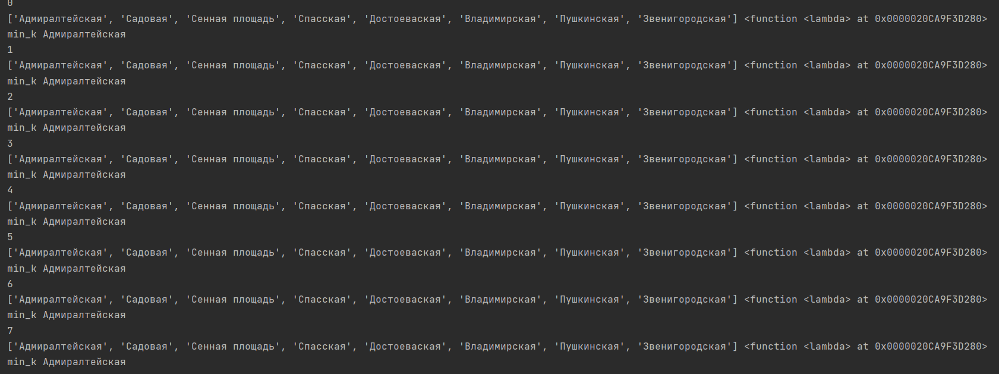 0
['Адмиралтейская', 'Садовая', 'Сенная площадь', 'Спасская', 'Достоеваская', 'Владимирская', 'Пушкинская', 'Звенигородская'] <function <lambda> at 0x0000020CA9F3D280>
min_k Адмиралтейская
1
['Адмиралтейская', 'Садовая', 'Сенная площадь', 'Спасская', 'Достоеваская', 'Владимирская', 'Пушкинская', 'Звенигородская'] <function <lambda> at 0x0000020CA9F3D280>
min_k Адмиралтейская
2
['Адмиралтейская', 'Садовая', 'Сенная площадь', 'Спасская', 'Достоеваская', 'Владимирская', 'Пушкинская', 'Звенигородская'] <function <lambda> at 0x0000020CA9F3D280>
min_k Адмиралтейская
3
['Адмиралтейская', 'Садовая', 'Сенная площадь', 'Спасская', 'Достоеваская', 'Владимирская', 'Пушкинская', 'Звенигородская'] <function <lambda> at 0x0000020CA9F3D280>
min_k Адмиралтейская
4
['Адмиралтейская', 'Садовая', 'Сенная площадь', 'Спасская', 'Достоеваская', 'Владимирская', 'Пушкинская', 'Звенигородская'] <function <lambda> at 0x0000020CA9F3D280>
min_k Адмиралтейская
5
['Адмиралтейская', 'Садовая', 'Сенная площадь', 'Спасская', 'Достоеваская', 'Владимирская', 'Пушкинская', 'Звенигородская'] <function <lambda> at 0x0000020CA9F3D280>
min_k Адмиралтейская
6
['Адмиралтейская', 'Садовая', 'Сенная площадь', 'Спасская', 'Достоеваская', 'Владимирская', 'Пушкинская', 'Звенигородская'] <function <lambda> at 0x0000020CA9F3D280>
min_k Адмиралтейская
7
['Адмиралтейская', 'Садовая', 'Сенная площадь', 'Спасская', 'Достоеваская', 'Владимирская', 'Пушкинская', 'Звенигородская'] <function <lambda> at 0x0000020CA9F3D280>
min_k Адмиралтейская